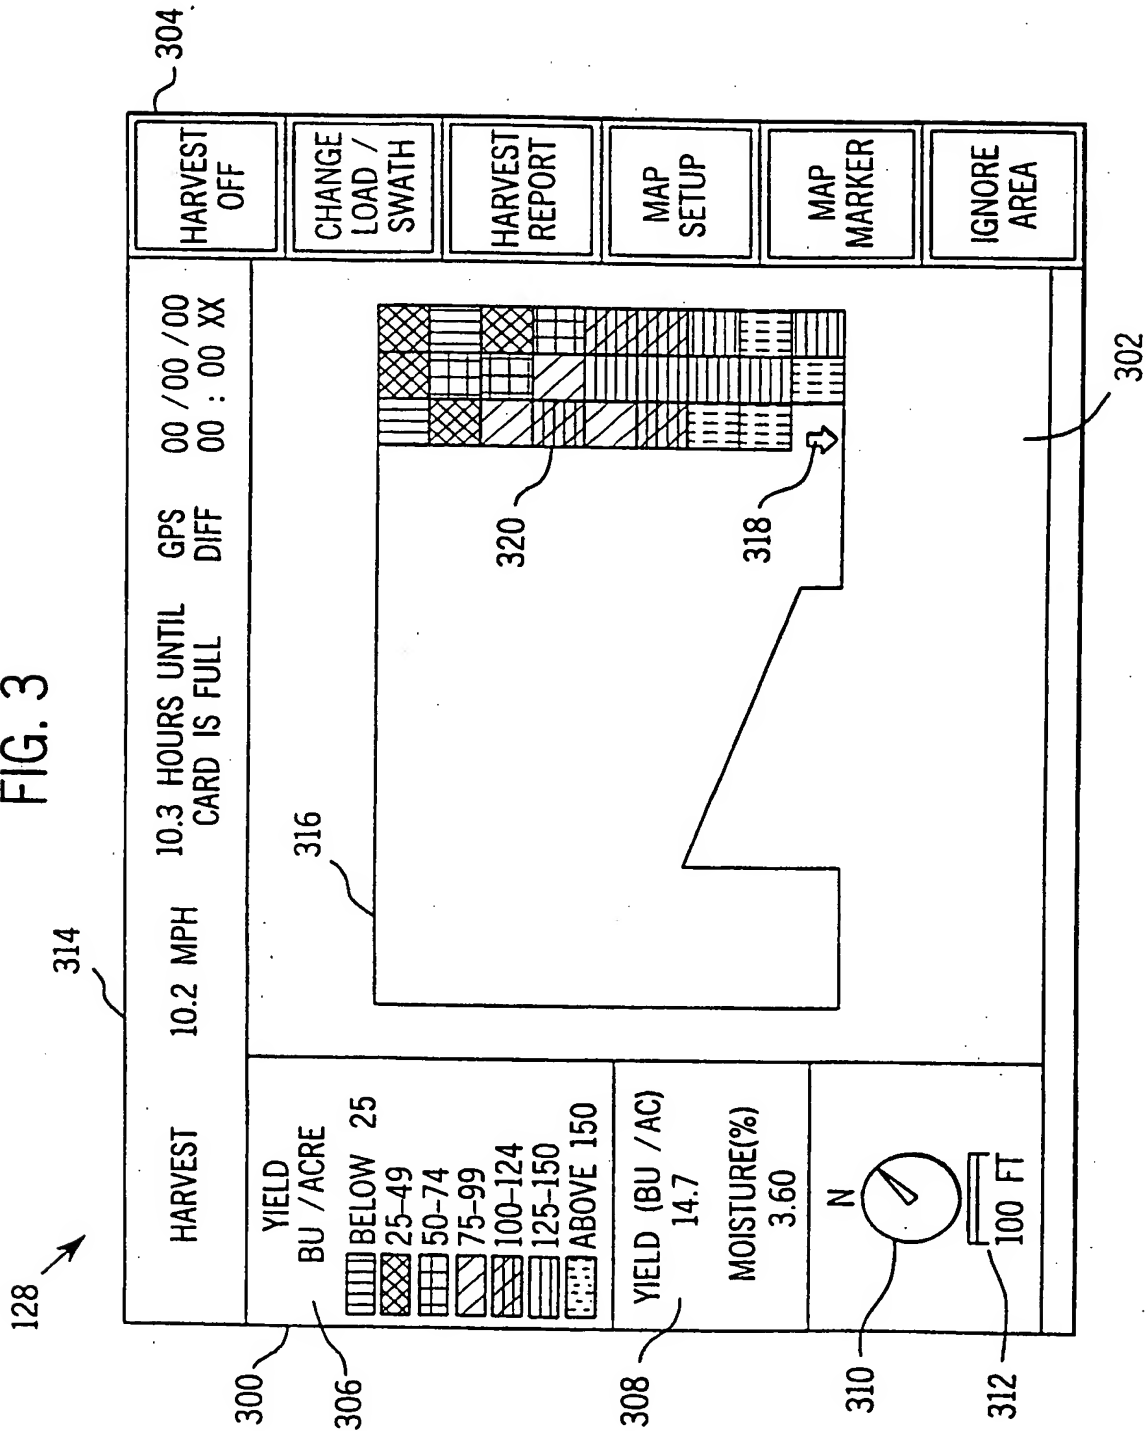 FIG. 3
128
314
304
HARVEST
10.2 MPH
10.3 HOURS UNTIL
CARD IS FULL
GPS
DIFF
00 /00 /00
00 : 00 XX
HARVEST
OFF
CHANGE
LOAD /
SWATH
HARVEST
REPORT
MAP
SETUP
MAP
MARKER
IGNORE
AREA
300
306
YIELD
BU /ACRE
BELOW 25
25-49
50-74
75-99
100-124
125-150
ABOVE 150
308
YIELD (BU /AC)
14.7
MOISTURE(%)
3.60
310
N
312
100 FT
316
320
318
302